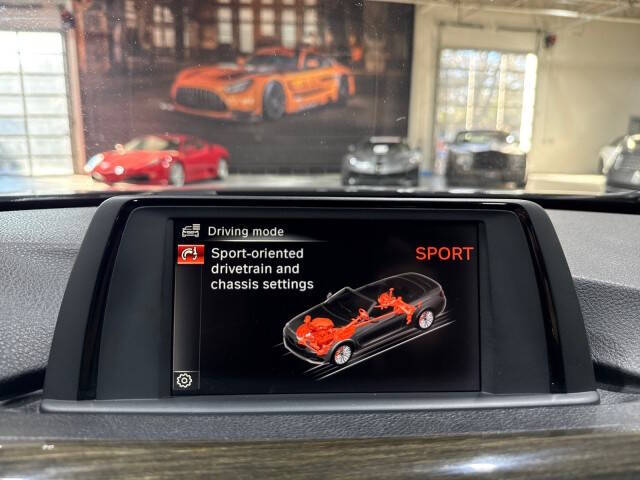 Driving mode
Sport-oriented
drivetrain and
chassis settings
SPORT